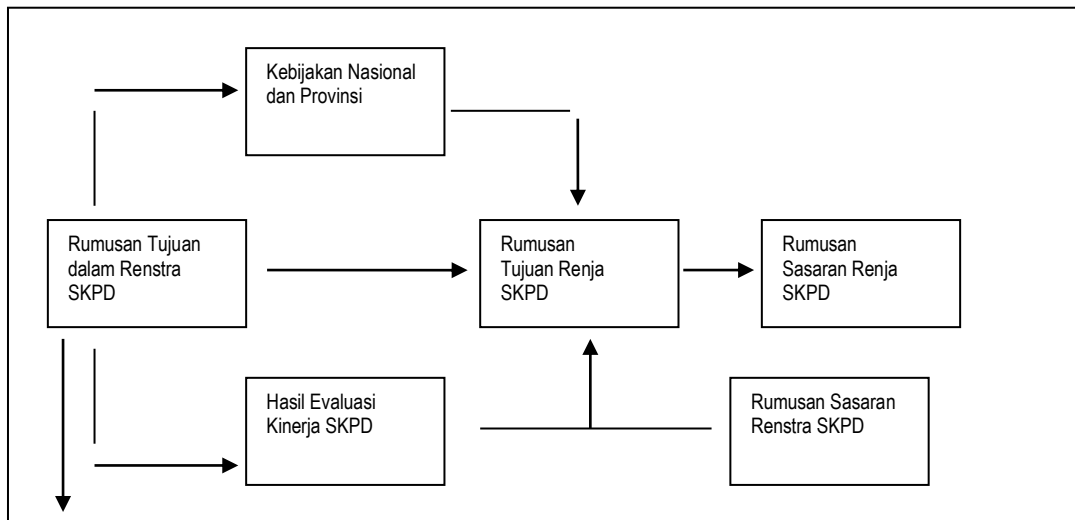 Kebijakan Nasional
dan Provinsi
Rumusan Tujuan
dalam Renstra
SKPD
Rumusan
Tujuan Renja
SKPD
Rumusan
Sasaran Renja
SKPD
Hasil Evaluasi
Kinerja SKPD
Rumusan Sasaran
Renstra SKPD